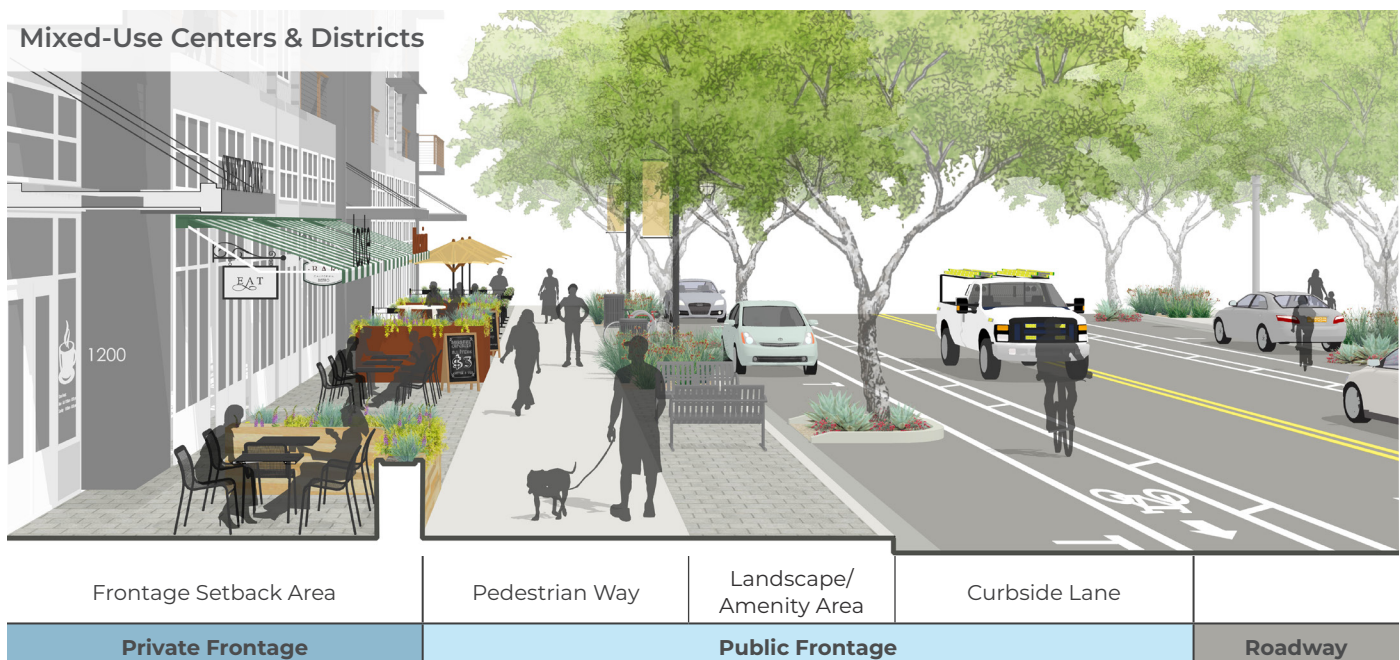 Mixed-Use Centers & Districts
EAT
BAR
1200
$3
Frontage Setback Area
Pedestrian Way
Landscape/
Amenity Area
Curbside Lane
Private Frontage
Public Frontage
Roadway